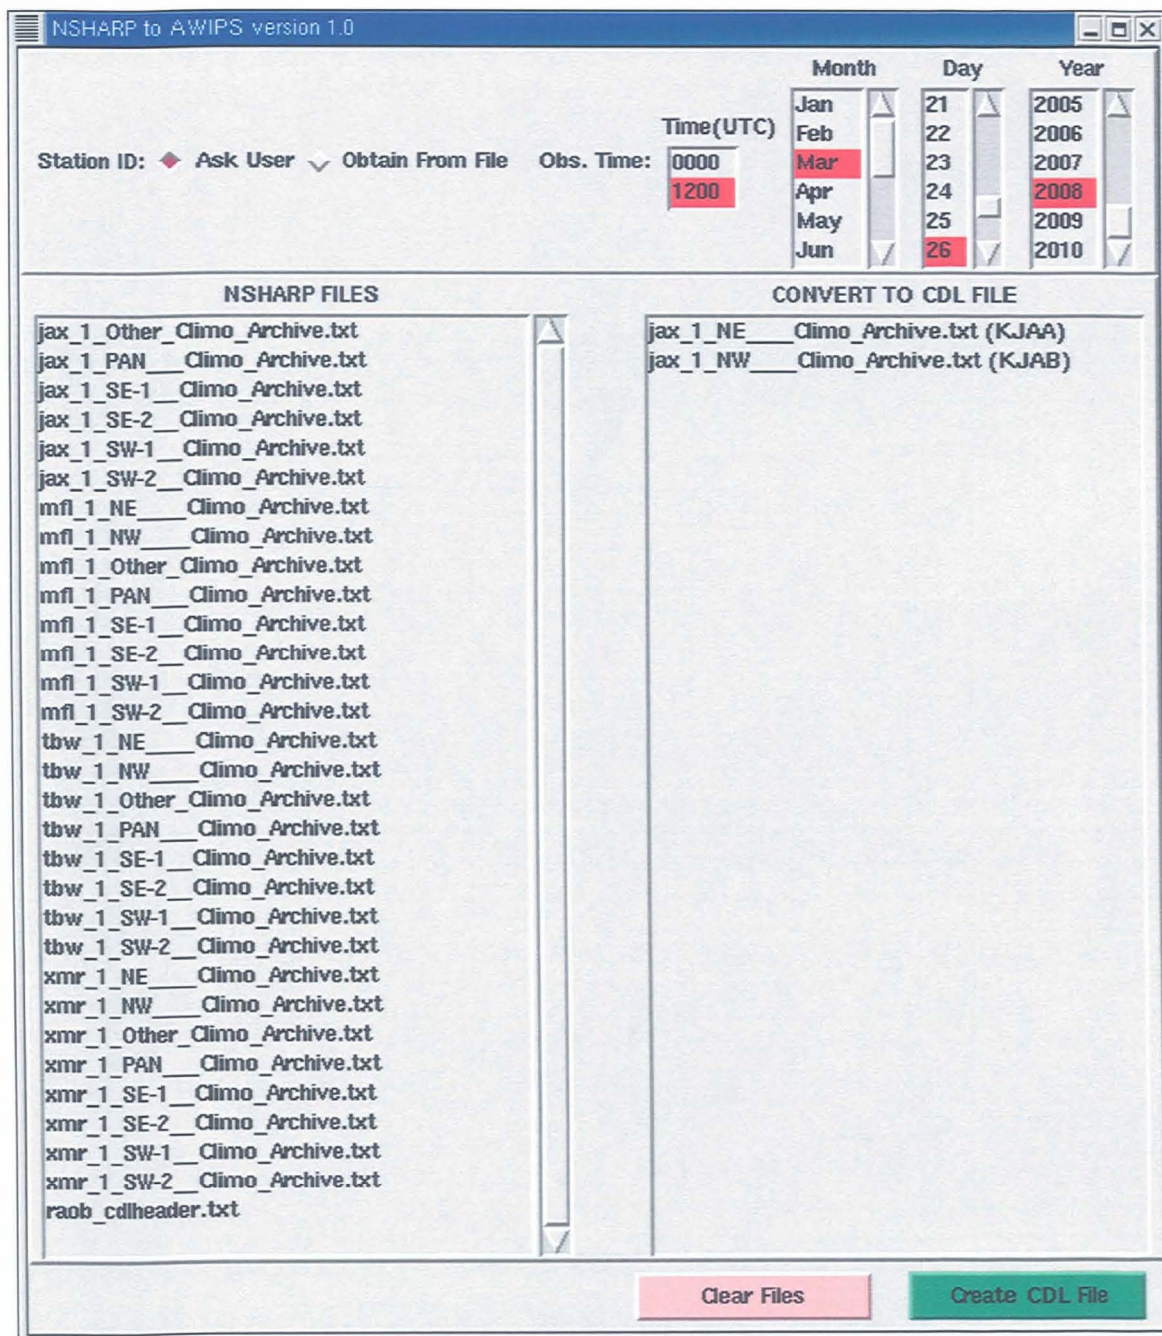 NSHARP to AWIPS version 1.0
Month Day Year
Time(UTC)
Station ID: Ask User Obtain From File Obs. Time:
0000
1200
Jan
Feb
Mar
Apr
May
Jun
21
22
23
24
25
26
2005
2006
2007
2008
2009
2010
NSHARP FILES
jax_1_Other_Climo_Archive.txt
jax_1_PAN___Climo_Archive.txt
jax_1_SE-1__Climo_Archive.txt
jax_1_SE-2__Climo_Archive.txt
jax_1_SW-1__Climo_Archive.txt
jax_1_SW-2__Climo_Archive.txt
mfl_1_NE____Climo_Archive.txt
mfl_1_NW____Climo_Archive.txt
mfl_1_Other_Climo_Archive.txt
mfl_1_PAN___Climo_Archive.txt
mfl_1_SE-1__Climo_Archive.txt
mfl_1_SE-2__Climo_Archive.txt
mfl_1_SW-1__Climo_Archive.txt
mfl_1_SW-2__Climo_Archive.txt
tbw_1_NE____Climo_Archive.txt
tbw_1_NW____Climo_Archive.txt
tbw_1_Other_Climo_Archive.txt
tbw_1_PAN___Climo_Archive.txt
tbw_1_SE-1__Climo_Archive.txt
tbw_1_SE-2__Climo_Archive.txt
tbw_1_SW-1__Climo_Archive.txt
tbw_1_SW-2__Climo_Archive.txt
xmr_1_NE____Climo_Archive.txt
xmr_1_NW____Climo_Archive.txt
xmr_1_Other_Climo_Archive.txt
xmr_1_PAN___Climo_Archive.txt
xmr_1_SE-1__Climo_Archive.txt
xmr_1_SE-2__Climo_Archive.txt
xmr_1_SW-1__Climo_Archive.txt
xmr_1_SW-2__Climo_Archive.txt
raob_cdlheader.txt
CONVERT TO CDL FILE
jax_1_NE____Climo_Archive.txt (KJAA)
jax_1_NW____Climo_Archive.txt (KJAB)
Clear Files
Create CDL File